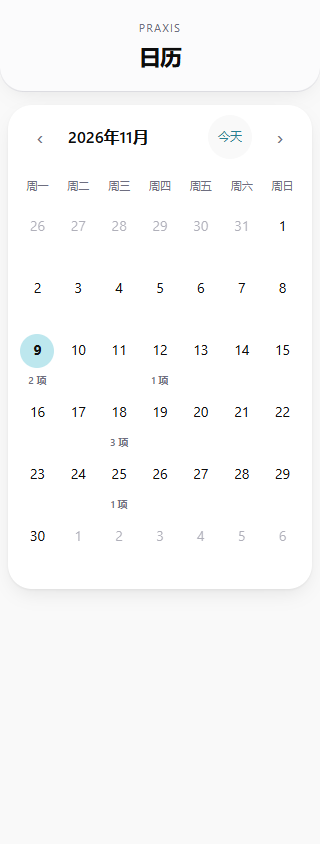 PRAXIS
日历
‹ 2026年11月 今天 ›
周一 周二 周三 周四 周五 周六 周日
26 27 28 29 30 31 1
2 3 4 5 6 7 8
9 10 11 12 13 14 15
2 项 1 项
16 17 18 19 20 21 22
3 项
23 24 25 26 27 28 29
1 项
30 1 2 3 4 5 6